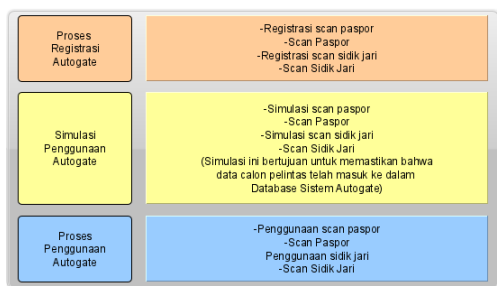 Proses
Registrasi
Autogate
-Registrasi scan paspor
-Scan Paspor
-Registrasi scan sidik jari
-Scan Sidik Jari
Simulasi
Penggunaan
Autogate
-Simulasi scan paspor
-Scan Paspor
-Simulasi scan sidik jari
-Scan Sidik Jari
(Simulasi ini bertujuan untuk memastikan bahwa
data calon pelintas telah masuk ke dalam
Database Sistem Autogate)
Proses
Penggunaan
Autogate
-Penggunaan scan paspor
-Scan Paspor
Penggunaan sidik jari
-Scan Sidik Jari